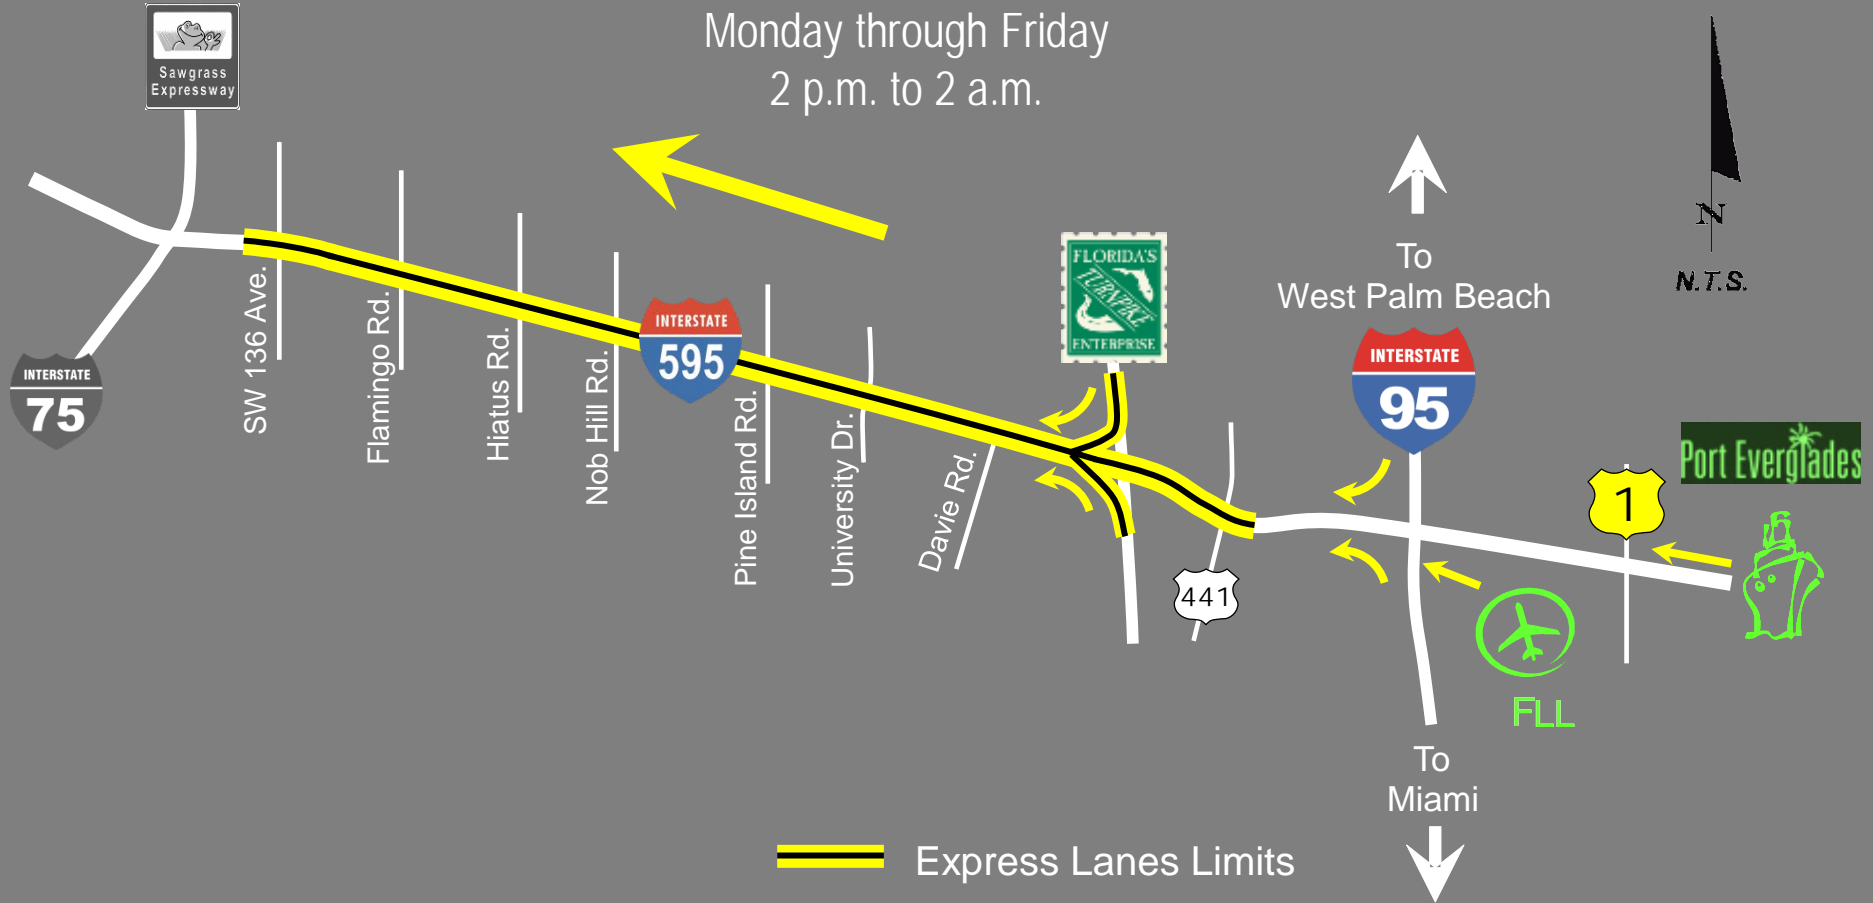 Monday through Friday
2 p.m. to 2 a.m.
Sawgrass
Expressway
N
N.T.S.
To
West Palm Beach
FLORIDA'S
TURNPIKE
ENTERPRISE
INTERSTATE
595
INTERSTATE
95
INTERSTATE
75
SW 136 Ave.
Flamingo Rd.
Hiatus Rd.
Nob Hill Rd.
Pine Island Rd.
University Dr.
Davie Rd.
441
1
Port Everglades
FLL
To
Miami
Express Lanes Limits